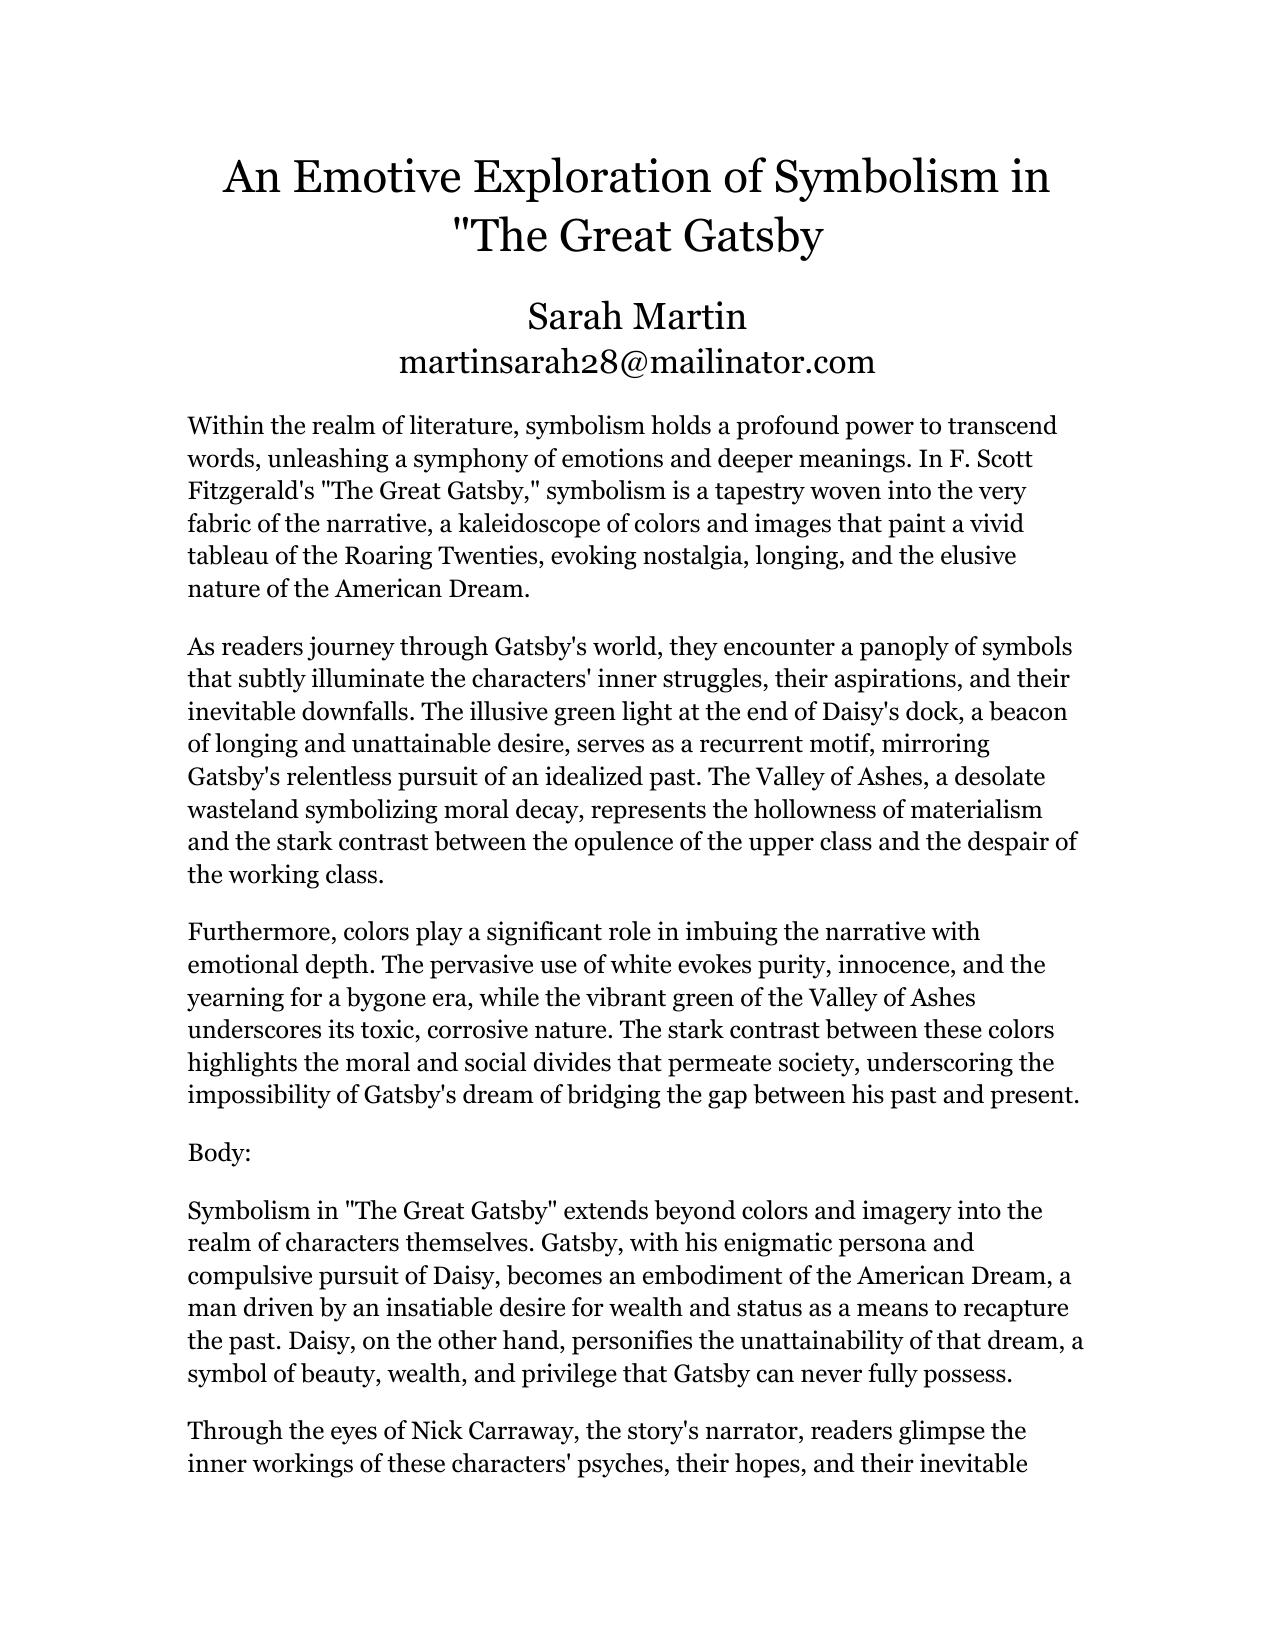 An Emotive Exploration of Symbolism in
"The Great Gatsby
Sarah Martin
martinsarah28@mailinator.com
Within the realm of literature, symbolism holds a profound power to transcend
words, unleashing a symphony of emotions and deeper meanings. In F. Scott
Fitzgerald's "The Great Gatsby," symbolism is a tapestry woven into the very
fabric of the narrative, a kaleidoscope of colors and images that paint a vivid
tableau of the Roaring Twenties, evoking nostalgia, longing, and the elusive
nature of the American Dream.
As readers journey through Gatsby's world, they encounter a panoply of symbols
that subtly illuminate the characters' inner struggles, their aspirations, and their
inevitable downfalls. The illusive green light at the end of Daisy's dock, a beacon
of longing and unattainable desire, serves as a recurrent motif, mirroring
Gatsby's relentless pursuit of an idealized past. The Valley of Ashes, a desolate
wasteland symbolizing moral decay, represents the hollowness of materialism
and the stark contrast between the opulence of the upper class and the despair of
the working class.
Furthermore, colors play a significant role in imbuing the narrative with
emotional depth. The pervasive use of white evokes purity, innocence, and the
yearning for a bygone era, while the vibrant green of the Valley of Ashes
underscores its toxic, corrosive nature. The stark contrast between these colors
highlights the moral and social divides that permeate society, underscoring the
impossibility of Gatsby's dream of bridging the gap between his past and present.
Body:
Symbolism in "The Great Gatsby" extends beyond colors and imagery into the
realm of characters themselves. Gatsby, with his enigmatic persona and
compulsive pursuit of Daisy, becomes an embodiment of the American Dream, a
man driven by an insatiable desire for wealth and status as a means to recapture
the past. Daisy, on the other hand, personifies the unattainability of that dream, a
symbol of beauty, wealth, and privilege that Gatsby can never fully possess.
Through the eyes of Nick Carraway, the story's narrator, readers glimpse the
inner workings of these characters' psyches, their hopes, and their inevitable